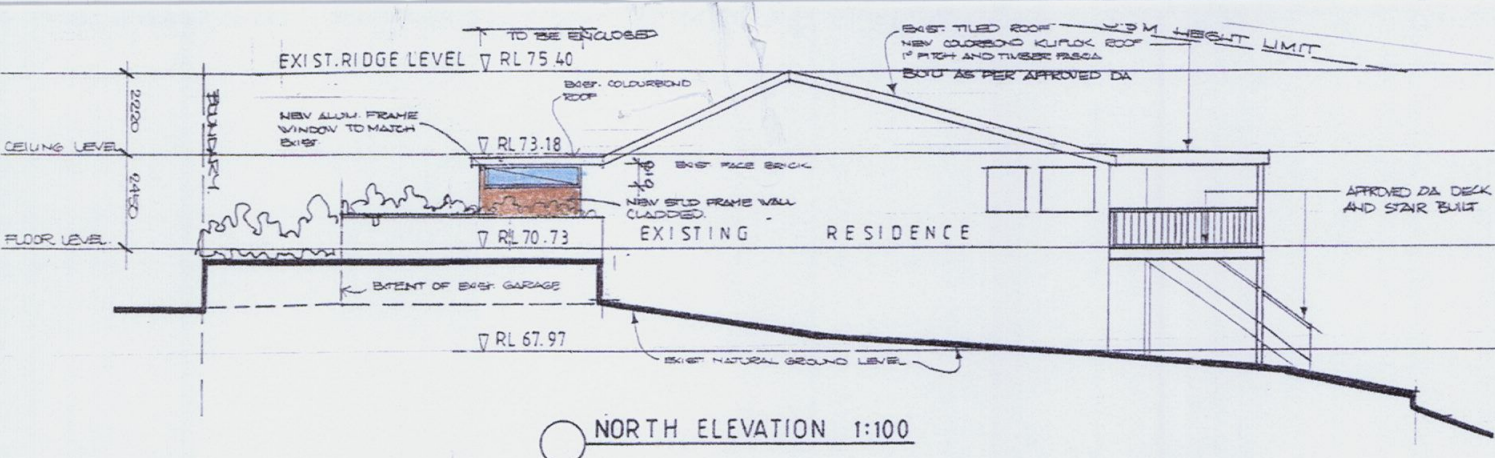 TO BE ENCLOSED
EXIST. RIDGE LEVEL RL 75.40
EXIST. TILED ROOF
NEW COLORBOND KLIPLOK ROOF
1° PITCH AND TIMBER FASCIA
BUILT AS PER APPROVED DA
HEIGHT LIMIT
2220
BOUNDARY
EXIST. COLOURBOND
ROOF
NEW ALUM. FRAME
WINDOW TO MATCH
EXIST.
CEILING LEVEL
RL 73.18
EXIST FACE BRICK
2450
NEW STUD FRAME WALL
CLADDED.
APPROVED DA DECK
AND STAIR BUILT
FLOOR LEVEL.
RL 70.73
EXISTING RESIDENCE
EXTENT OF EXIST. GARAGE
RL 67.97
EXIST NATURAL GROUND LEVEL
NORTH ELEVATION 1:100